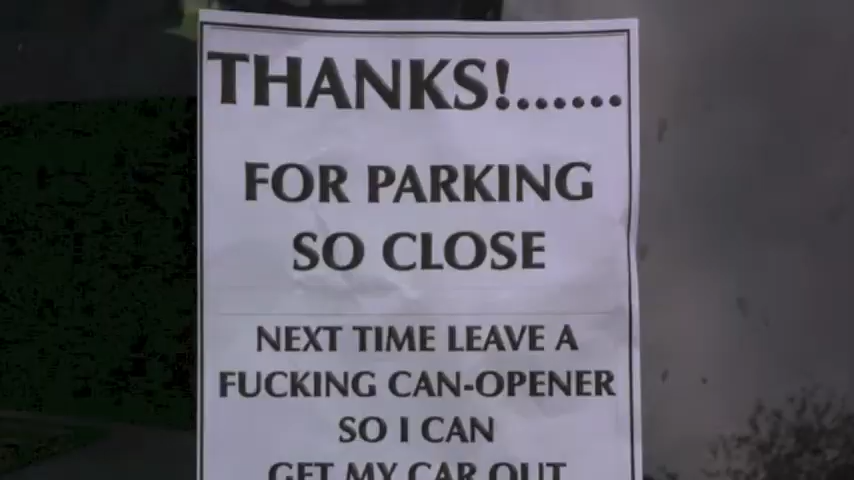 THANKS!......
FOR PARKING
SO CLOSE
NEXT TIME LEAVE A
FUCKING CAN-OPENER
SO I CAN
GET MY CAR OUT